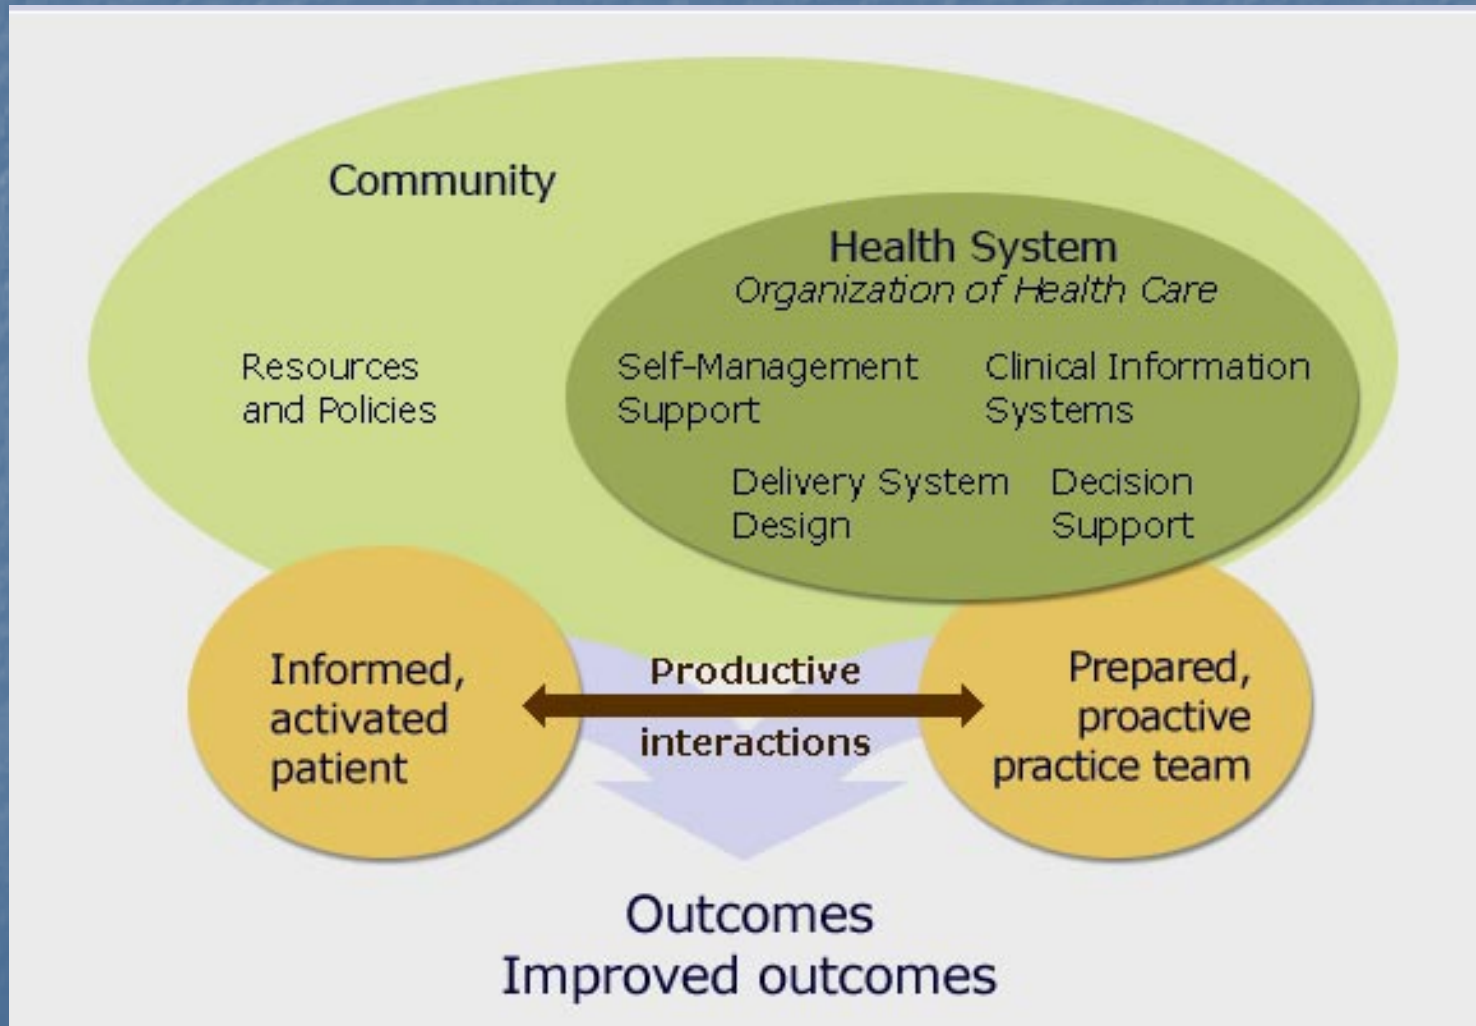 Community
Health System
Organization of Health Care
Resources
and Policies
Self-Management
Support
Clinical Information
Systems
Delivery System
Design
Decision
Support
Informed,
activated
patient
Productive
interactions
Prepared,
proactive
practice team
Outcomes
Improved outcomes